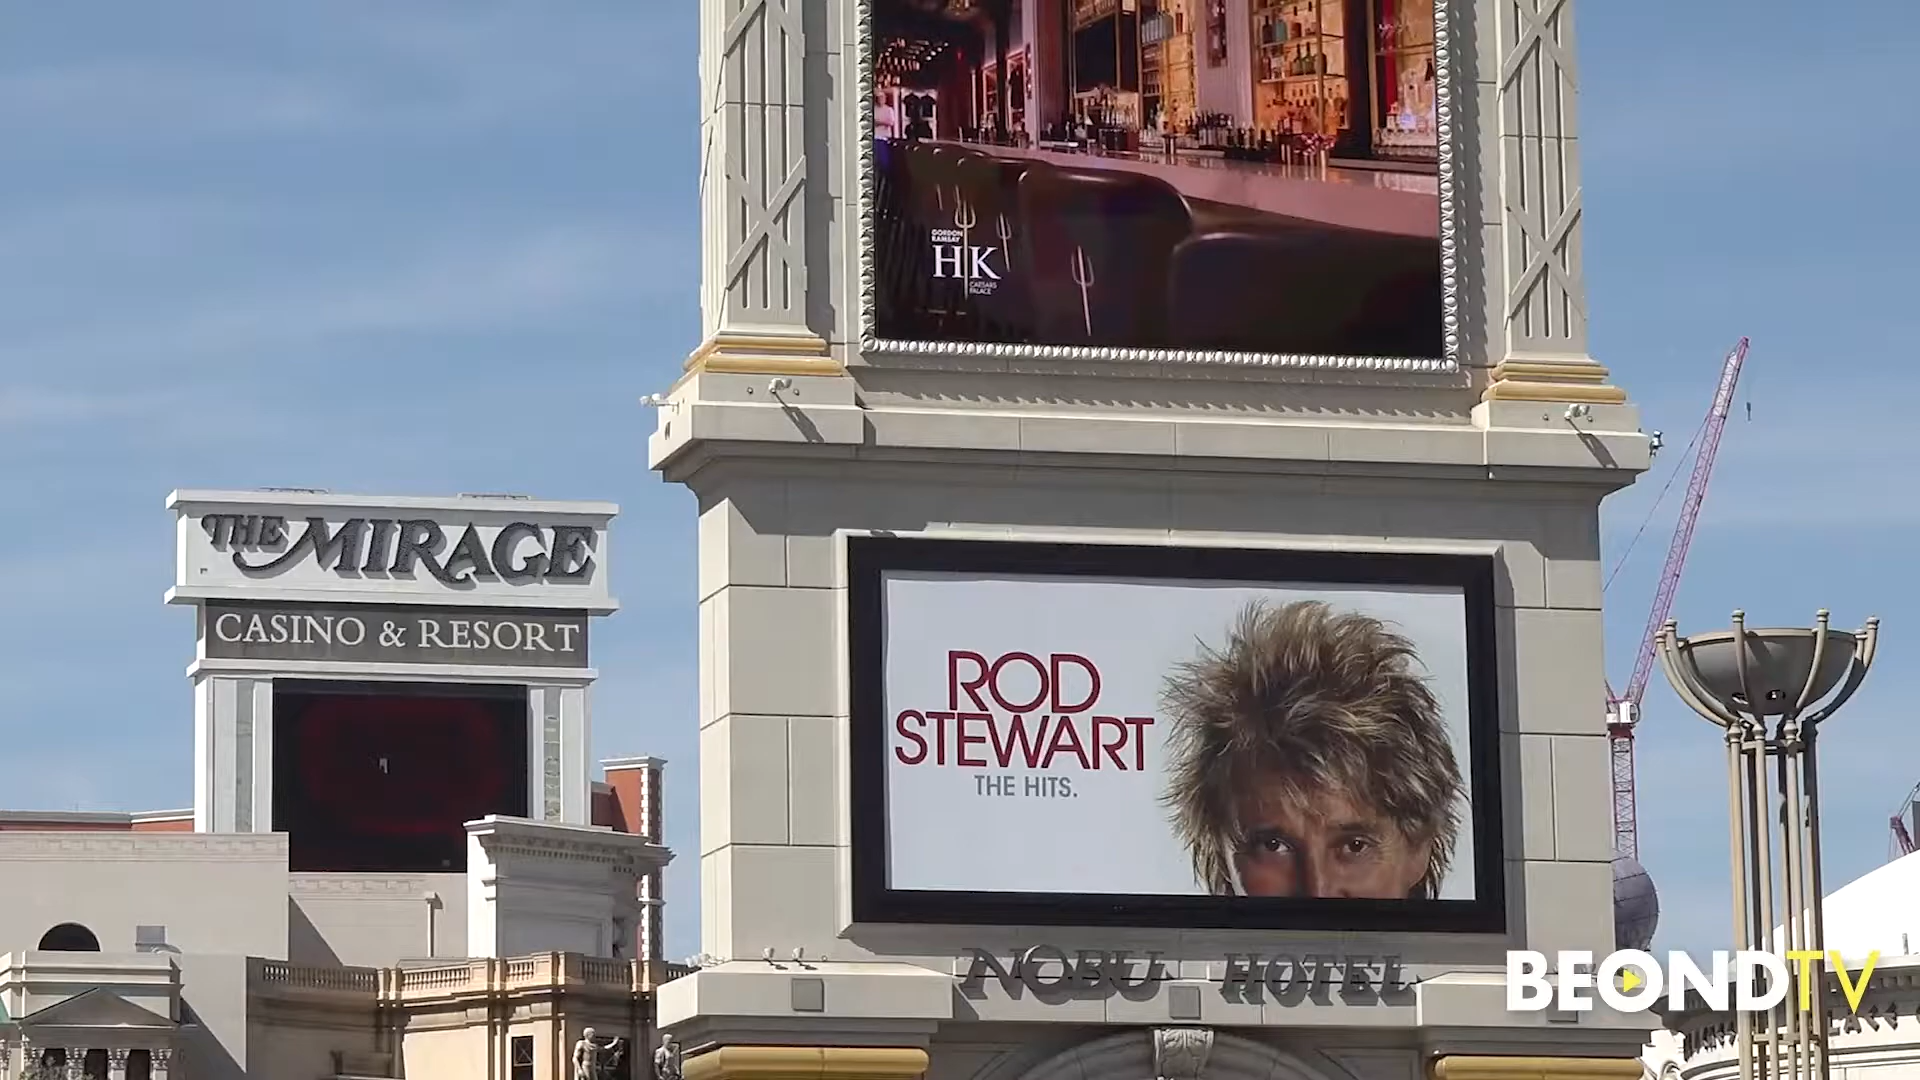 GORDON
RAMSAY
HK
CAESARS
PALACE
THE MIRAGE
CASINO & RESORT
ROD
STEWART
THE HITS.
NOBU HOTEL
BEONDTV